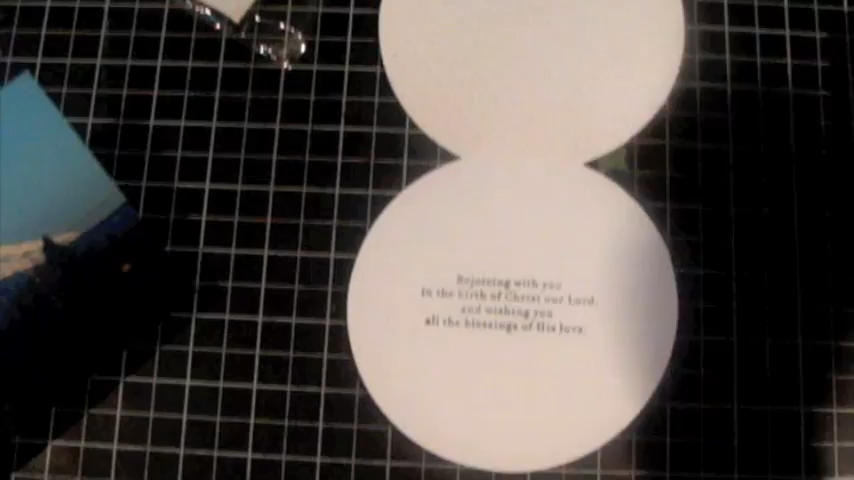 Rejoicing with you
in the birth of Christ our Lord,
and wishing you
all the blessings of His love.